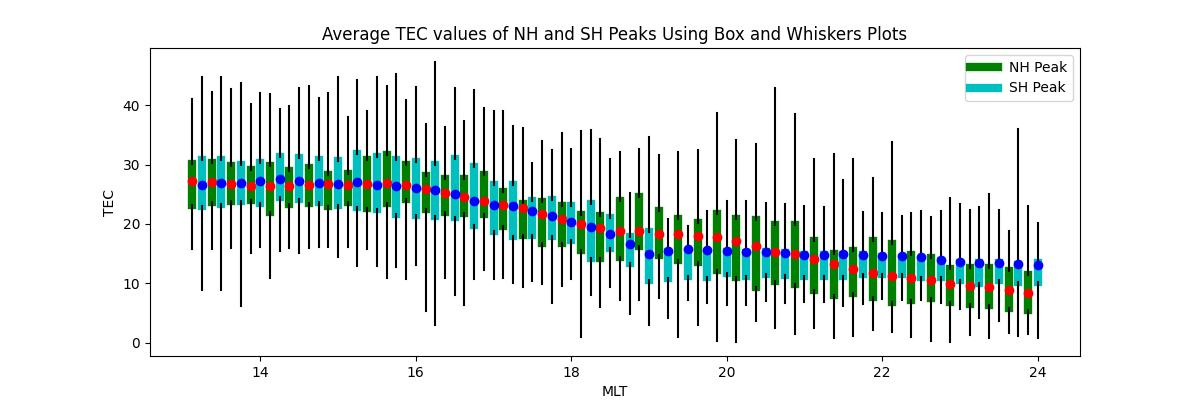 Average TEC values of NH and SH Peaks Using Box and Whiskers Plots
NH Peak
SH Peak
40
30
20
10
0
TEC
14 16 18 20 22 24
MLT